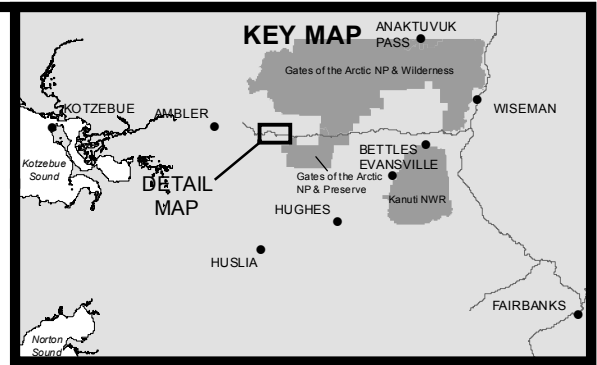 KEY MAP
ANAKTUVUK
PASS
Gates of the Arctic NP & Wilderness
WISEMAN
KOTZEBUE
AMBLER
Kotzebue
Sound
BETTLES
EVANSVILLE
Gates of the Arctic
NP & Preserve
DETAIL
MAP
Kanuti NWR
HUGHES
HUSLIA
FAIRBANKS
Norton
Sound